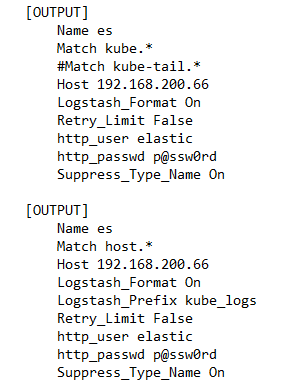 [OUTPUT]
Name es
Match kube.*
#Match kube-tail.*
Host 192.168.200.66
Logstash_Format On
Retry_Limit False
http_user elastic
http_passwd p@ssw0rd
Suppress_Type_Name On
[OUTPUT]
Name es
Match host.*
Host 192.168.200.66
Logstash_Format On
Logstash_Prefix kube_logs
Retry_Limit False
http_user elastic
http_passwd p@ssw0rd
Suppress_Type_Name On